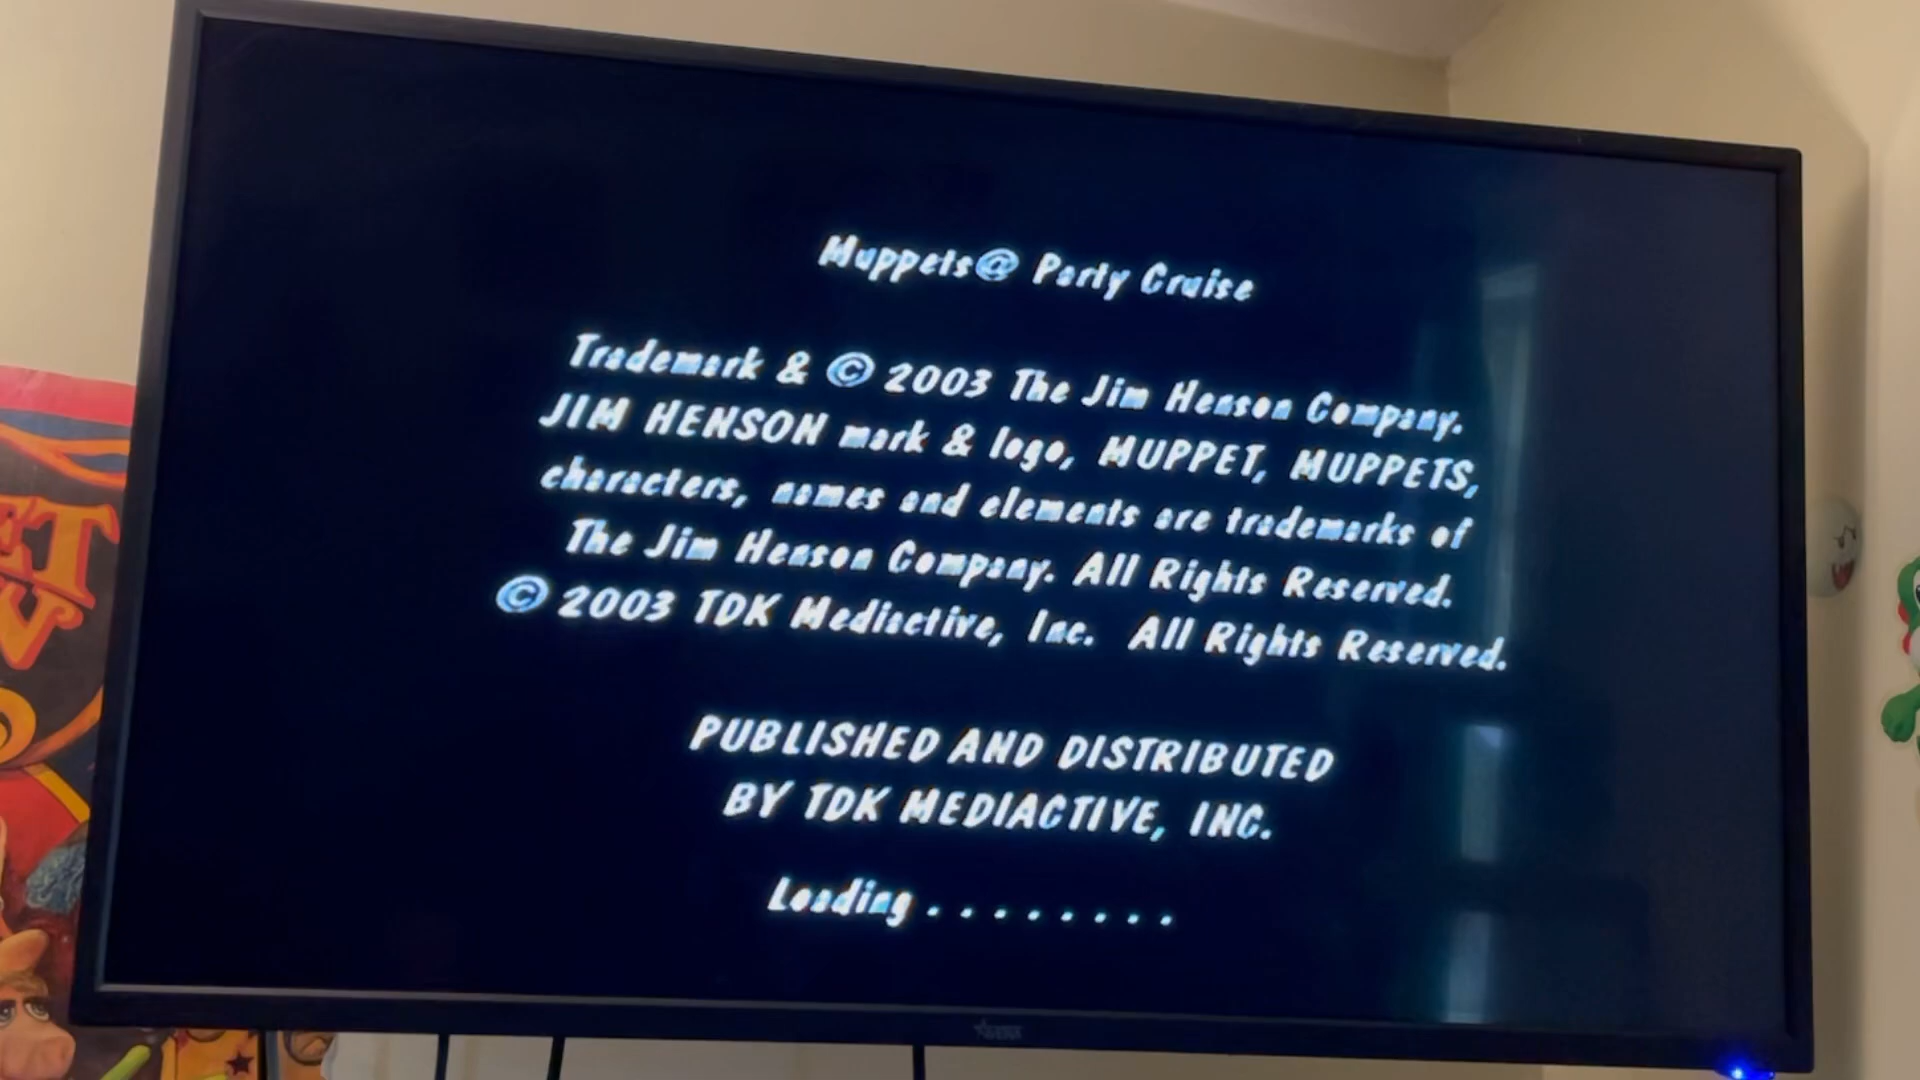 Muppets@ Party Cruise
Trademark & © 2003 The Jim Henson Company.
JIM HENSON mark & logo, MUPPET, MUPPETS,
characters, names and elements are trademarks of
The Jim Henson Company. All Rights Reserved.
© 2003 TDK Mediactive, Inc. All Rights Reserved.
PUBLISHED AND DISTRIBUTED
BY TDK MEDIACTIVE, INC.
Loading . . . . . . . .